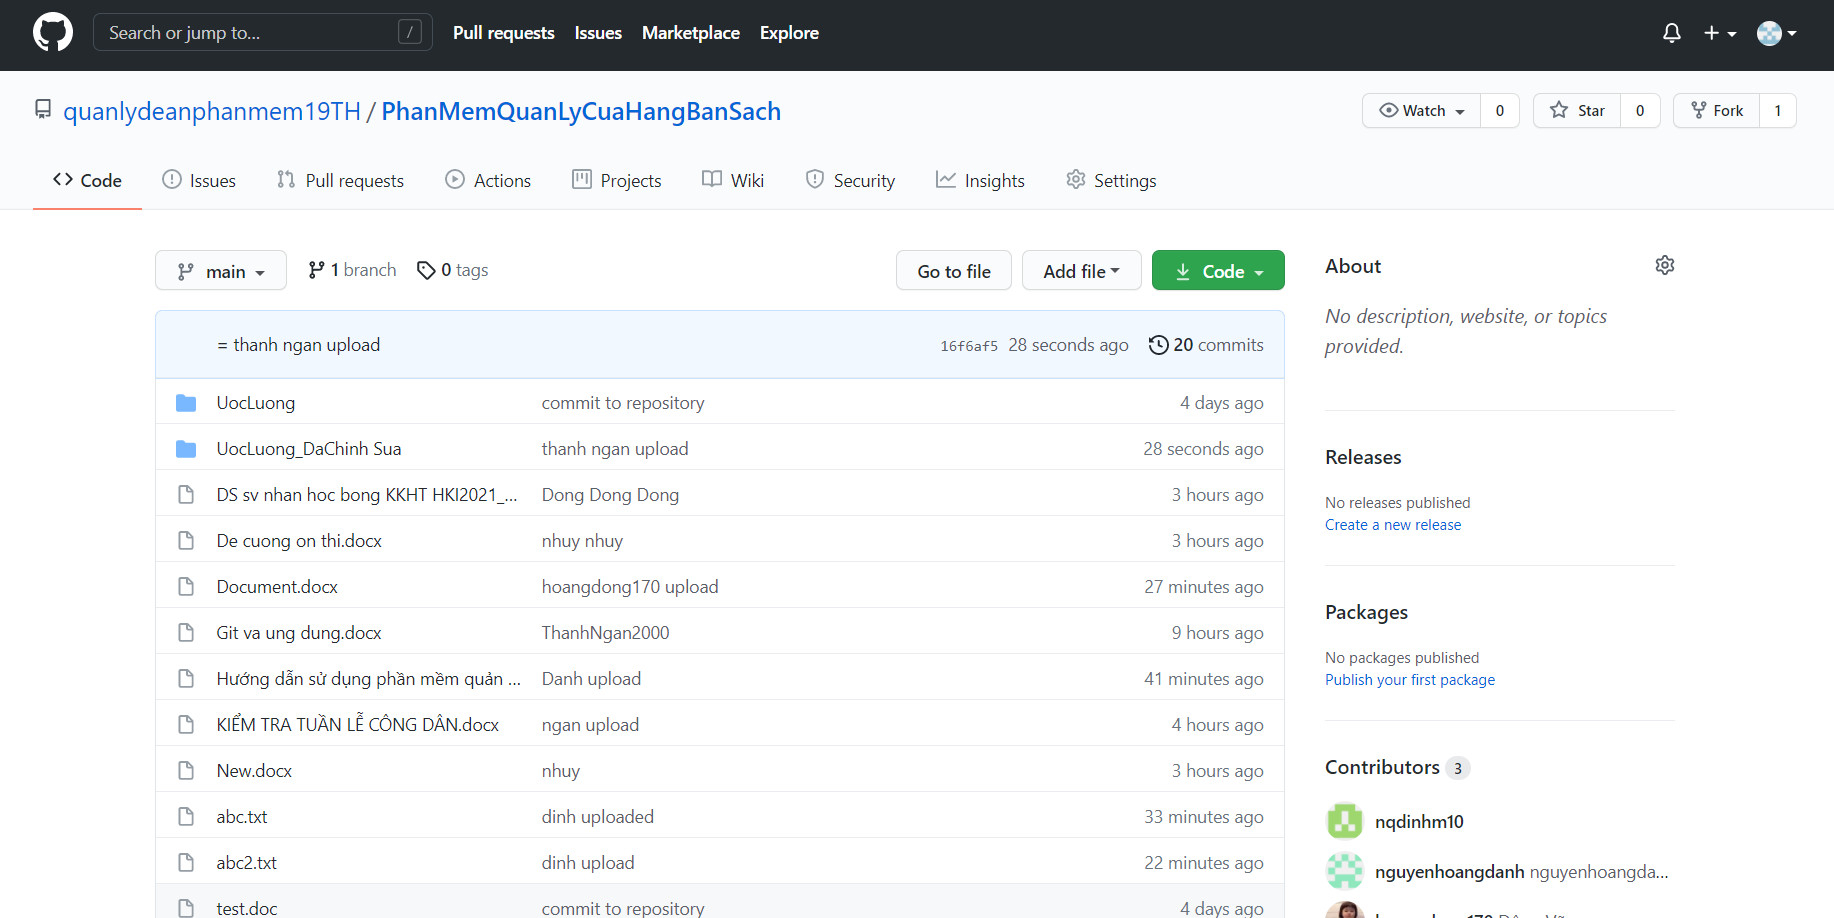 Search or jump to... /
Pull requests Issues Marketplace Explore
quanlydeanphanmem19TH / PhanMemQuanLyCuaHangBanSach
Watch 0 Star 0 Fork 1
Code Issues Pull requests Actions Projects Wiki Security Insights Settings
main 1 branch 0 tags Go to file Add file Code
= thanh ngan upload 16f6af5 28 seconds ago 20 commits
UocLuong commit to repository 4 days ago
UocLuong_DaChinh Sua thanh ngan upload 28 seconds ago
DS sv nhan hoc bong KKHT HKI2021_... Dong Dong Dong 3 hours ago
De cuong on thi.docx nhuy nhuy 3 hours ago
Document.docx hoangdong170 upload 27 minutes ago
Git va ung dung.docx ThanhNgan2000 9 hours ago
Hướng dẫn sử dụng phần mềm quản ... Danh upload 41 minutes ago
KIỂM TRA TUẦN LỄ CÔNG DÂN.docx ngan upload 4 hours ago
New.docx nhuy 3 hours ago
abc.txt dinh uploaded 33 minutes ago
abc2.txt dinh upload 22 minutes ago
test.doc commit to repository 4 days ago
About
No description, website, or topics
provided.
Releases
No releases published
Create a new release
Packages
No packages published
Publish your first package
Contributors 3
nqdinhm10
nguyenhoangdanh nguyenhoangda...